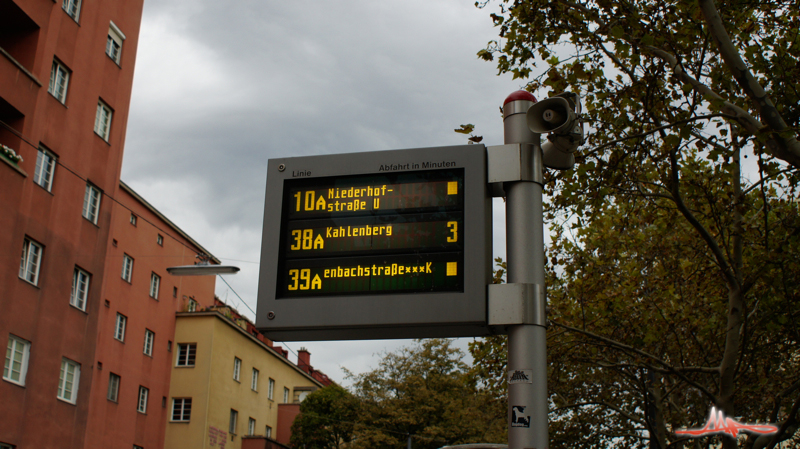 Linie Abfahrt in Minuten
10A Niederhof-
straße U
38A Kahlenberg 3
39A enbachstraße***K